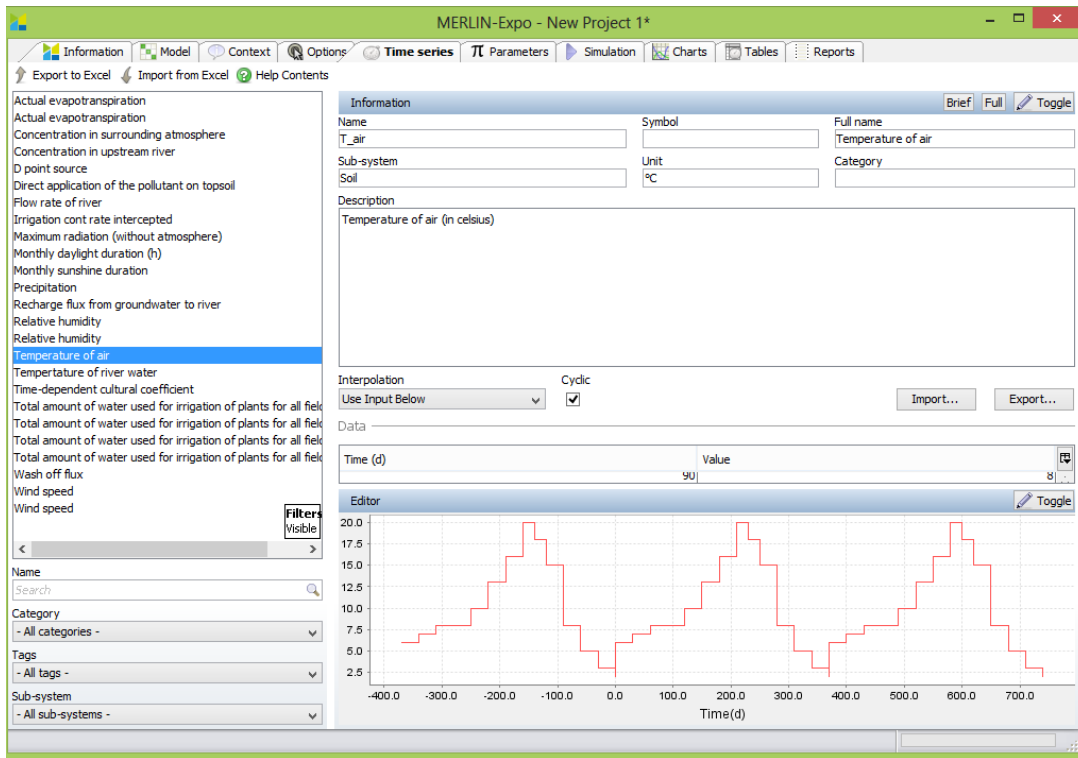 MERLIN-Expo - New Project 1*
Information Model Context Options Time series π Parameters Simulation Charts Tables Reports
Export to Excel Import from Excel Help Contents
Actual evapotranspiration
Actual evapotranspiration
Concentration in surrounding atmosphere
Concentration in upstream river
D point source
Direct application of the pollutant on topsoil
Flow rate of river
Irrigation cont rate intercepted
Maximum radiation (without atmosphere)
Monthly daylight duration (h)
Monthly sunshine duration
Precipitation
Recharge flux from groundwater to river
Relative humidity
Relative humidity
Temperature of air
Tempertature of river water
Time-dependent cultural coefficient
Total amount of water used for irrigation of plants for all field
Total amount of water used for irrigation of plants for all field
Total amount of water used for irrigation of plants for all field
Total amount of water used for irrigation of plants for all field
Wash off flux
Wind speed
Wind speed
Filters
Visible
Name
Search
Category
- All categories -
Tags
- All tags -
Sub-system
- All sub-systems -
Information Brief Full Toggle
Name Symbol Full name
T_air Temperature of air
Sub-system Unit Category
Soil ºC
Description
Temperature of air (in celsius)
Interpolation Cyclic
Use Input Below Import... Export...
Data
Time (d) Value
90 8
Editor Toggle
20.0
17.5
15.0
12.5
10.0
7.5
5.0
2.5
-400.0 -300.0 -200.0 -100.0 0.0 100.0 200.0 300.0 400.0 500.0 600.0 700.0
Time(d)